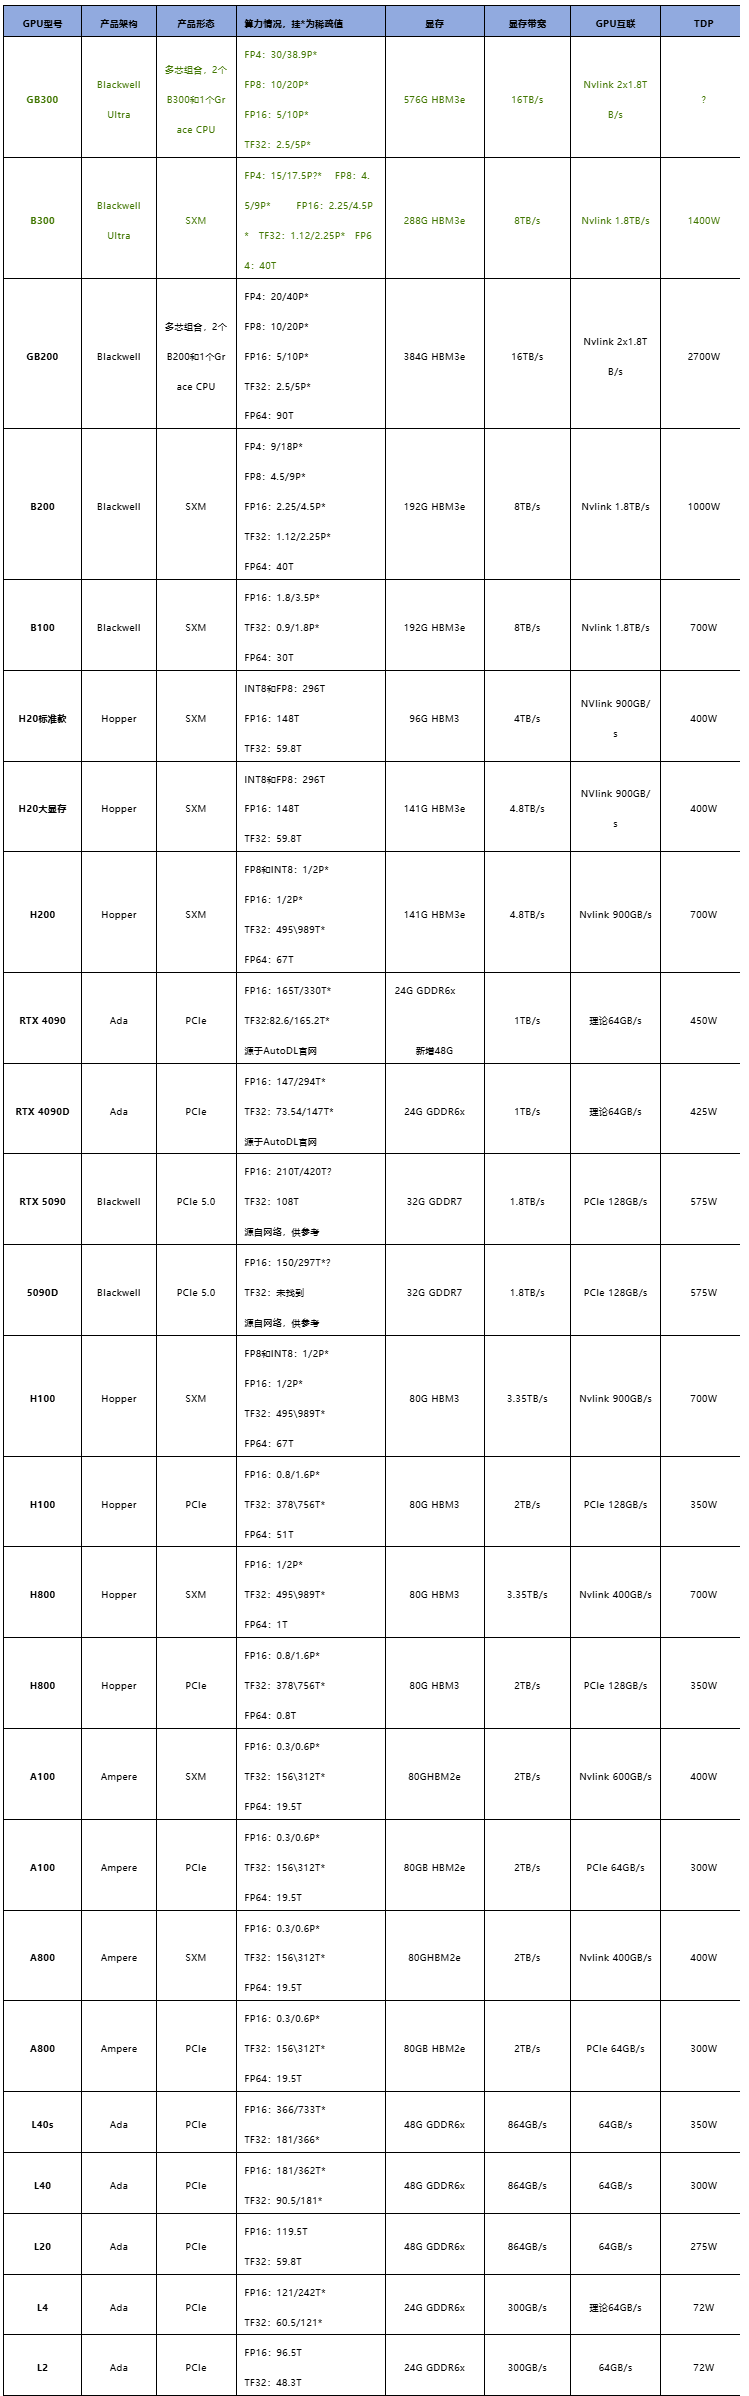 GPU型号 产品架构 产品形态 算力情况，挂*为稀疏值 显存 显存带宽 GPU互联 TDP
GB300
Blackwell
Ultra
多芯组合，2个
B300和1个Gr
ace CPU
FP4：30/38.9P*
FP8：10/20P*
FP16：5/10P*
TF32：2.5/5P*
576G HBM3e
16TB/s
Nvlink 2x1.8T
B/s
?
B300
Blackwell
Ultra
SXM
FP4：15/17.5P?* FP8：4.
5/9P* FP16：2.25/4.5P
* TF32：1.12/2.25P* FP6
4：40T
288G HBM3e
8TB/s
Nvlink 1.8TB/s
1400W
GB200
Blackwell
多芯组合，2个
B200和1个Gr
ace CPU
FP4：20/40P*
FP8：10/20P*
FP16：5/10P*
TF32：2.5/5P*
FP64：90T
384G HBM3e
16TB/s
Nvlink 2x1.8T
B/s
2700W
B200
Blackwell
SXM
FP4：9/18P*
FP8：4.5/9P*
FP16：2.25/4.5P*
TF32：1.12/2.25P*
FP64：40T
192G HBM3e
8TB/s
Nvlink 1.8TB/s
1000W
B100
Blackwell
SXM
FP16：1.8/3.5P*
TF32：0.9/1.8P*
FP64：30T
192G HBM3e
8TB/s
Nvlink 1.8TB/s
700W
H20标准款
Hopper
SXM
INT8和FP8：296T
FP16：148T
TF32：59.8T
96G HBM3
4TB/s
NVlink 900GB/
s
400W
H20大显存
Hopper
SXM
INT8和FP8：296T
FP16：148T
TF32：59.8T
141G HBM3e
4.8TB/s
NVlink 900GB/
s
400W
H200
Hopper
SXM
FP8和INT8：1/2P*
FP16：1/2P*
TF32：495\989T*
FP64：67T
141G HBM3e
4.8TB/s
Nvlink 900GB/s
700W
RTX 4090
Ada
PCIe
FP16：165T/330T*
TF32:82.6/165.2T*
源于AutoDL官网
24G GDDR6x
新增48G
1TB/s
理论64GB/s
450W
RTX 4090D
Ada
PCIe
FP16：147/294T*
TF32：73.54/147T*
源于AutoDL官网
24G GDDR6x
1TB/s
理论64GB/s
425W
RTX 5090
Blackwell
PCIe 5.0
FP16：210T/420T?
TF32：108T
源自网络，供参考
32G GDDR7
1.8TB/s
PCIe 128GB/s
575W
5090D
Blackwell
PCIe 5.0
FP16：150/297T*?
TF32：未找到
源自网络，供参考
32G GDDR7
1.8TB/s
PCIe 128GB/s
575W
H100
Hopper
SXM
FP8和INT8：1/2P*
FP16：1/2P*
TF32：495\989T*
FP64：67T
80G HBM3
3.35TB/s
Nvlink 900GB/s
700W
H100
Hopper
PCIe
FP16：0.8/1.6P*
TF32：378\756T*
FP64：51T
80G HBM3
2TB/s
PCIe 128GB/s
350W
H800
Hopper
SXM
FP16：1/2P*
TF32：495\989T*
FP64：1T
80G HBM3
3.35TB/s
Nvlink 400GB/s
700W
H800
Hopper
PCIe
FP16：0.8/1.6P*
TF32：378\756T*
FP64：0.8T
80G HBM3
2TB/s
PCIe 128GB/s
350W
A100
Ampere
SXM
FP16：0.3/0.6P*
TF32：156\312T*
FP64：19.5T
80GHBM2e
2TB/s
Nvlink 600GB/s
400W
A100
Ampere
PCIe
FP16：0.3/0.6P*
TF32：156\312T*
FP64：19.5T
80GB HBM2e
2TB/s
PCIe 64GB/s
300W
A800
Ampere
SXM
FP16：0.3/0.6P*
TF32：156\312T*
FP64：19.5T
80GHBM2e
2TB/s
Nvlink 400GB/s
400W
A800
Ampere
PCIe
FP16：0.3/0.6P*
TF32：156\312T*
FP64：19.5T
80GB HBM2e
2TB/s
PCIe 64GB/s
300W
L40s
Ada
PCIe
FP16：366/733T*
TF32：181/366*
48G GDDR6x
864GB/s
64GB/s
350W
L40
Ada
PCIe
FP16：181/362T*
TF32：90.5/181*
48G GDDR6x
864GB/s
64GB/s
300W
L20
Ada
PCIe
FP16：119.5T
TF32：59.8T
48G GDDR6x
864GB/s
64GB/s
275W
L4
Ada
PCIe
FP16：121/242T*
TF32：60.5/121*
24G GDDR6x
300GB/s
理论64GB/s
72W
L2
Ada
PCIe
FP16：96.5T
TF32：48.3T
24G GDDR6x
300GB/s
64GB/s
72W